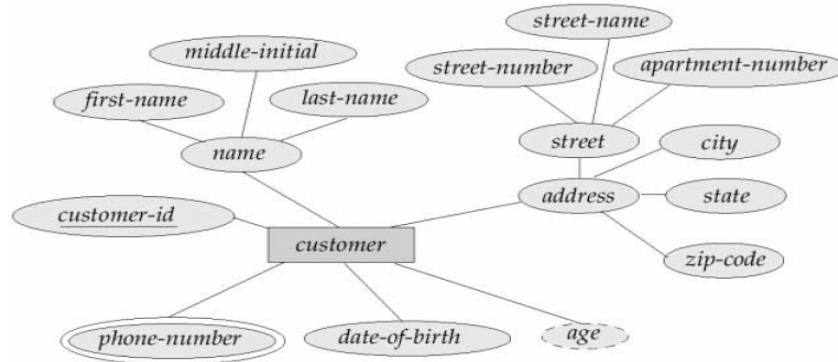 street-name
middle-initial
street-number
apartment-number
first-name
last-name
name
street
city
customer-id
address
state
customer
zip-code
phone-number
date-of-birth
age